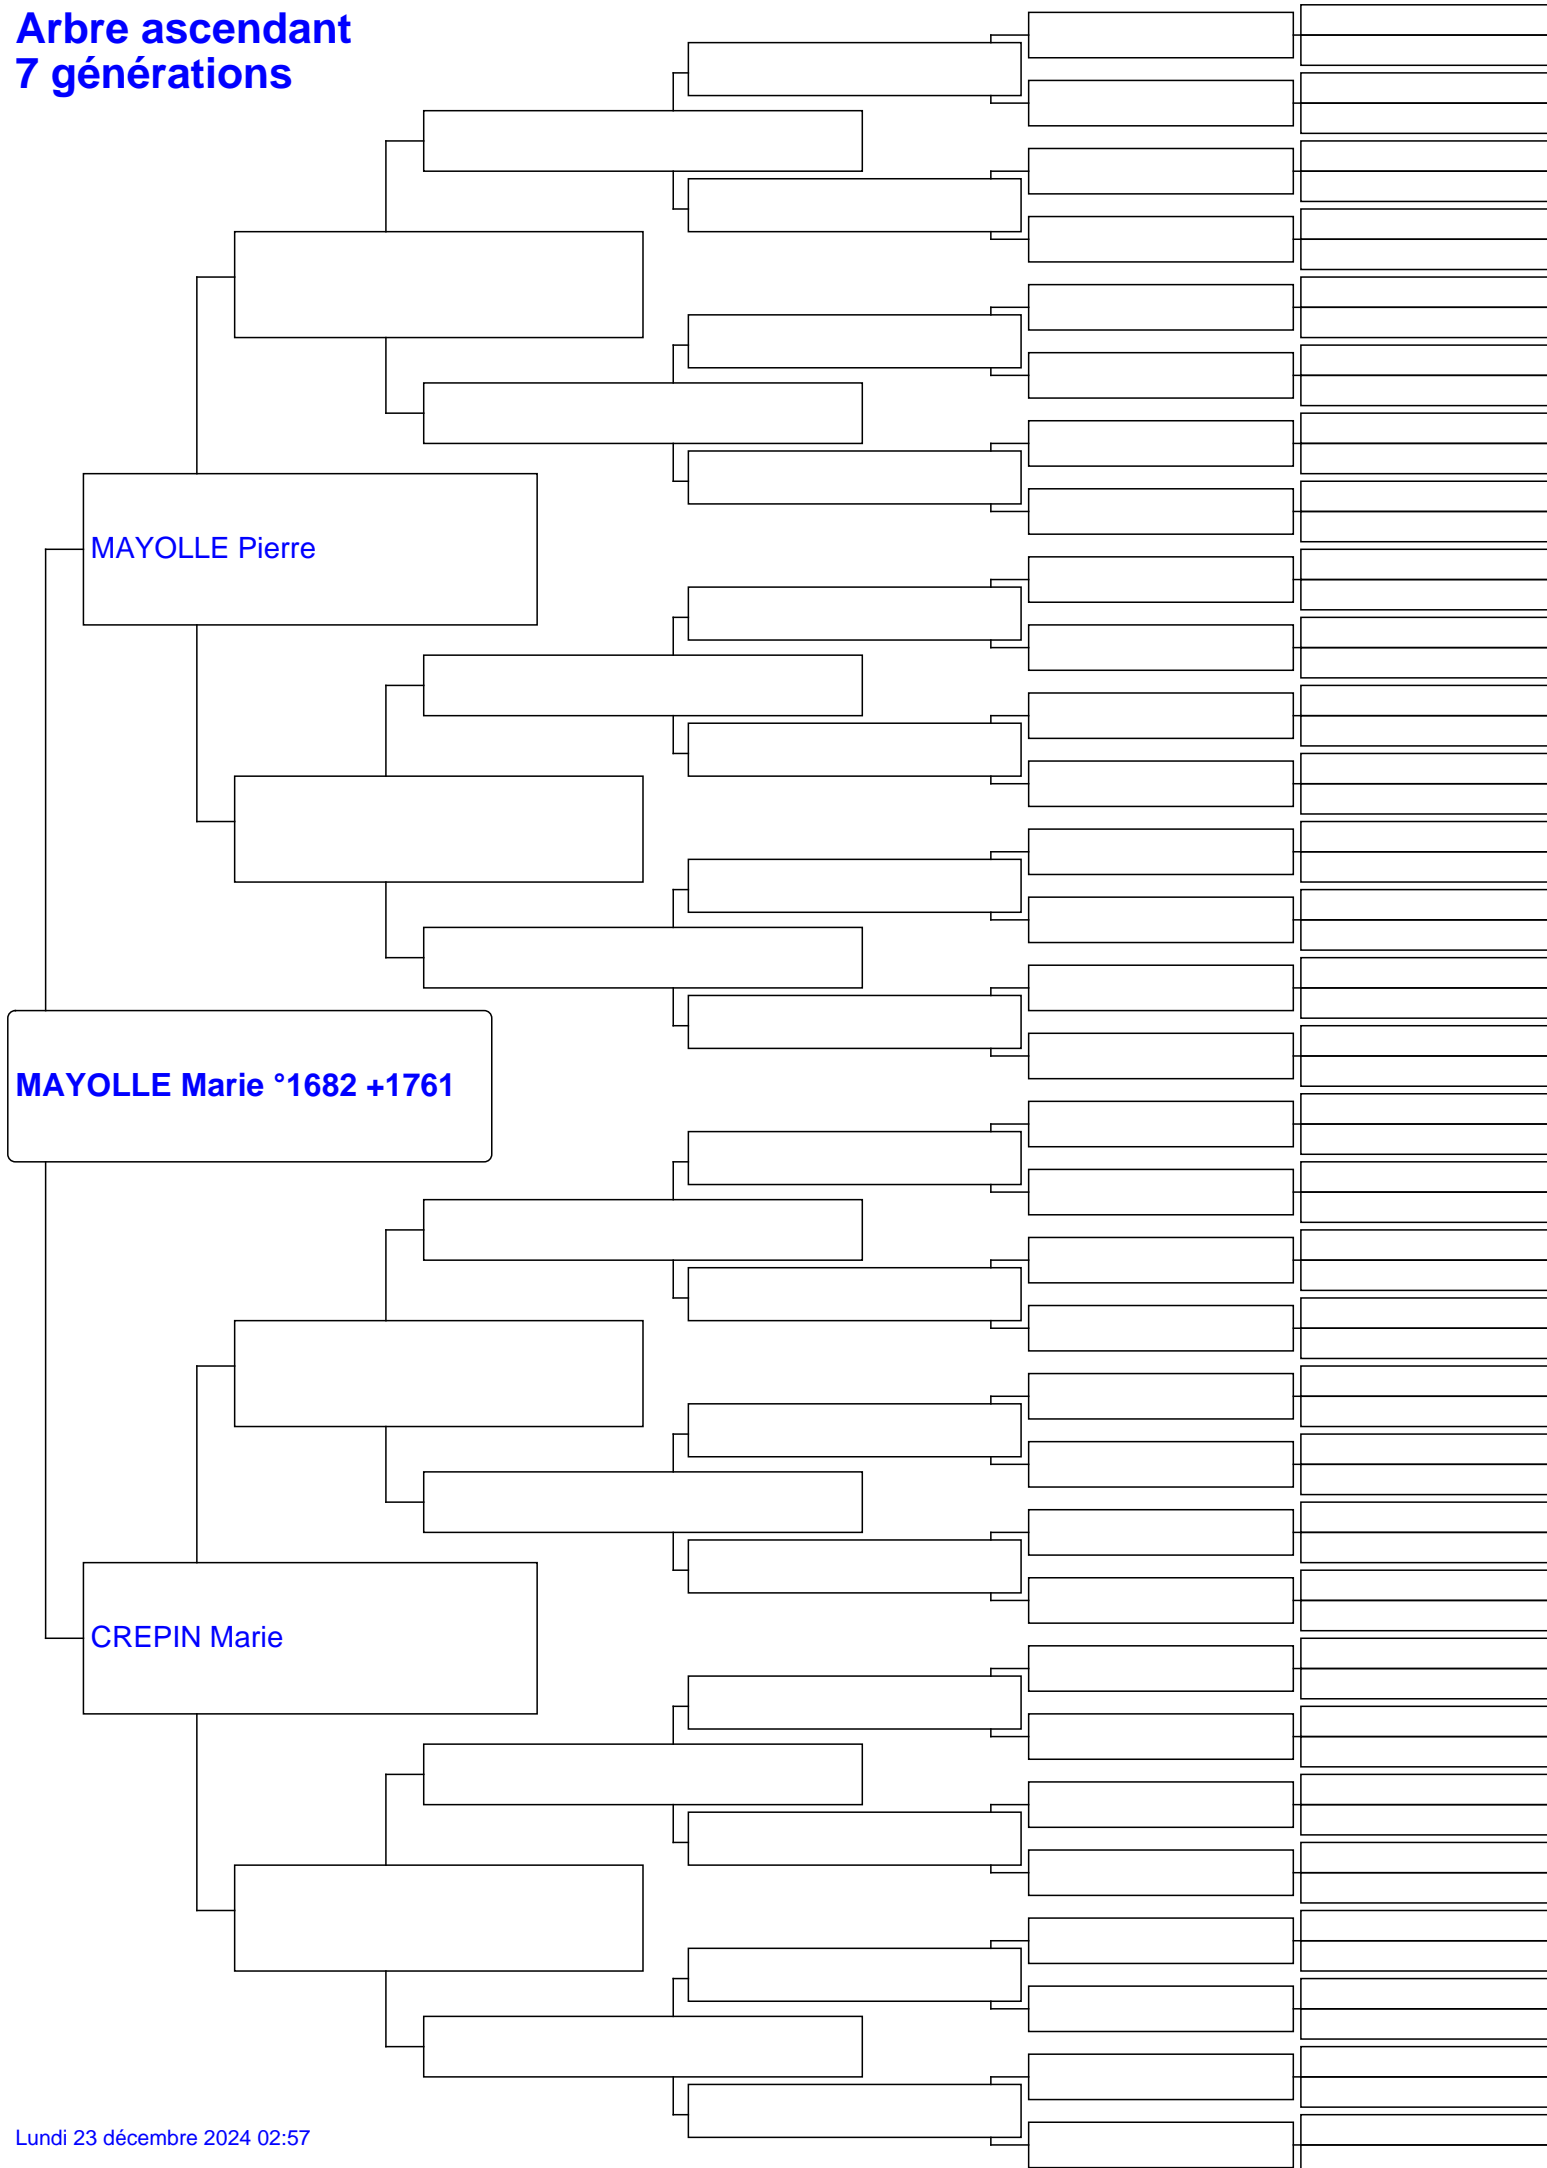 Arbre ascendant
7 générations
MAYOLLE Pierre
MAYOLLE Marie °1682 +1761
CREPIN Marie
Lundi 23 décembre 2024 02:57